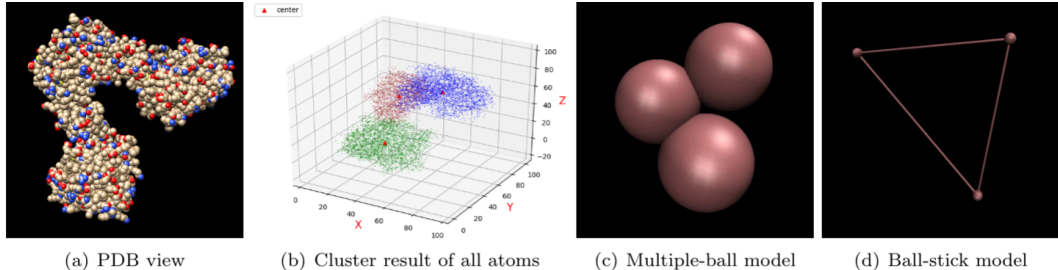 center
100
80
60
40
20
0
-20
Z
0
20
40
60
80
100
X
0
20
40
60
80
100
Y
(a) PDB view
(b) Cluster result of all atoms
(c) Multiple-ball model
(d) Ball-stick model